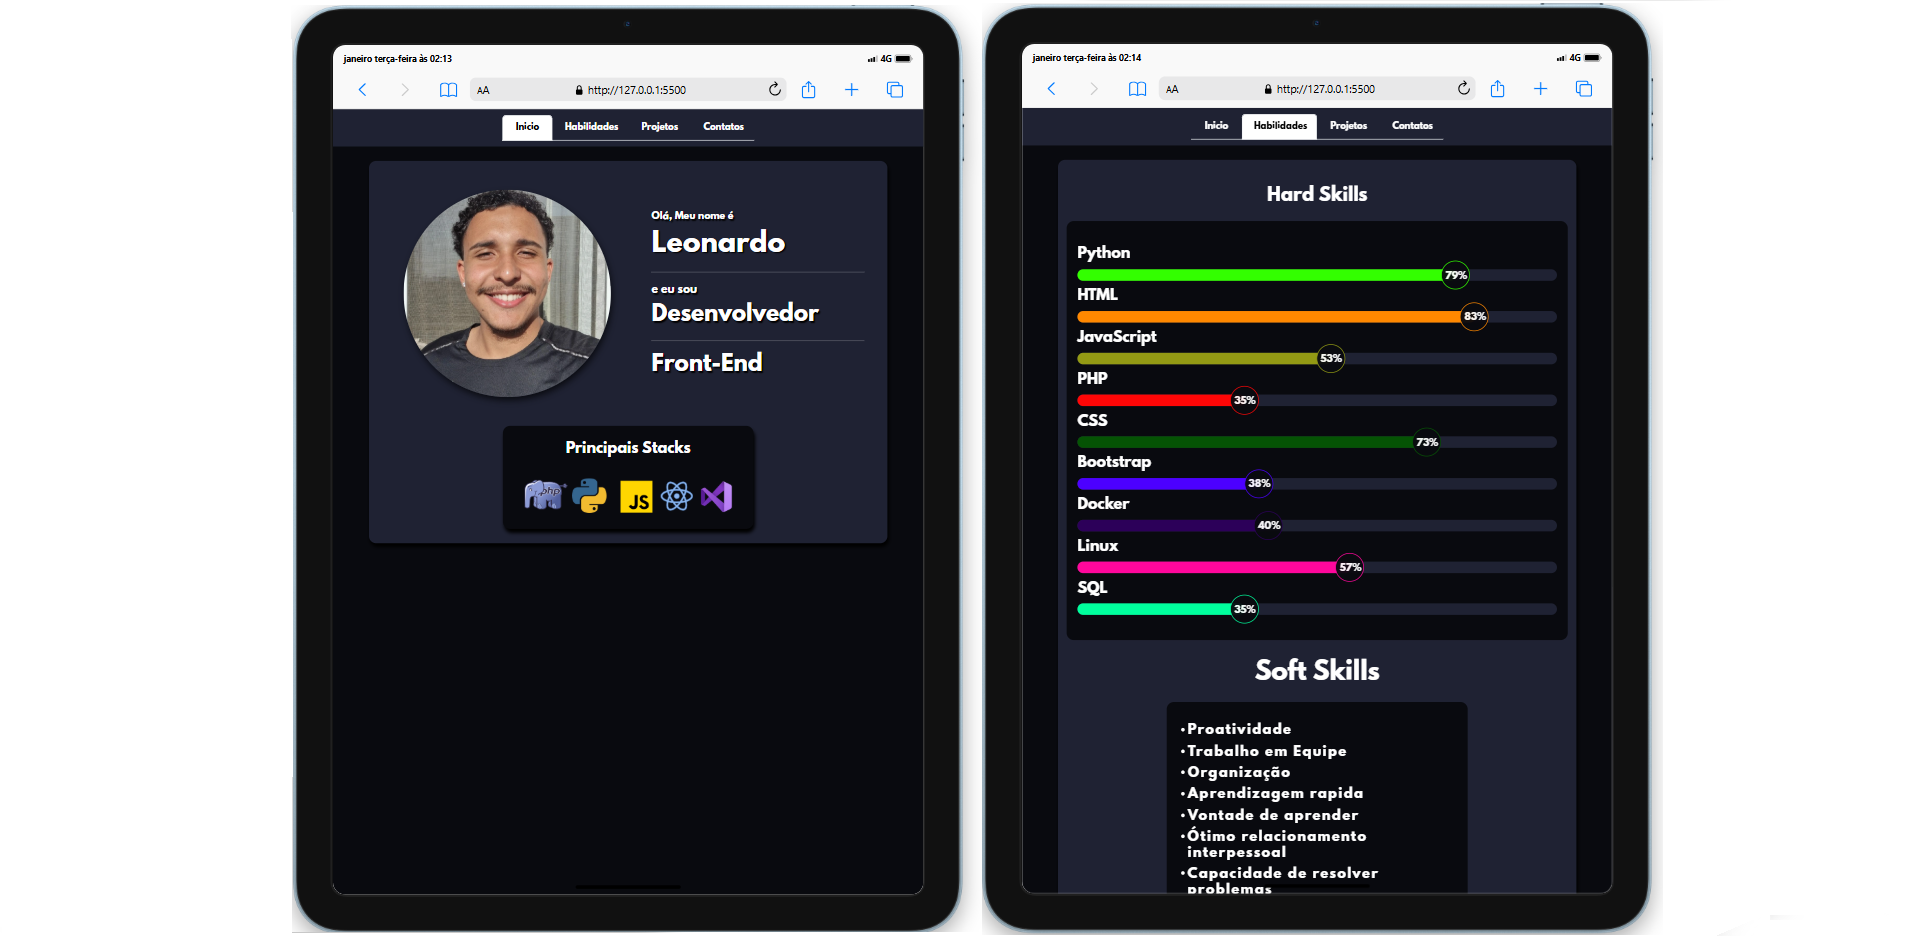 janeiro terça-feira às 02:13
4G
AA
http://127.0.0.1:5500
Inicio
Habilidades
Projetos
Contatos
Olá, Meu nome é
Leonardo
e eu sou
Desenvolvedor
Front-End
Principais Stacks
php
JS
janeiro terça-feira às 02:14
4G
AA
http://127.0.0.1:5500
Inicio
Habilidades
Projetos
Contatos
Hard Skills
Python
79%
HTML
83%
JavaScript
53%
PHP
35%
CSS
73%
Bootstrap
38%
Docker
40%
Linux
57%
SQL
35%
Soft Skills
•Proatividade
•Trabalho em Equipe
•Organização
•Aprendizagem rapida
•Vontade de aprender
•Ótimo relacionamento
interpessoal
•Capacidade de resolver
problemas